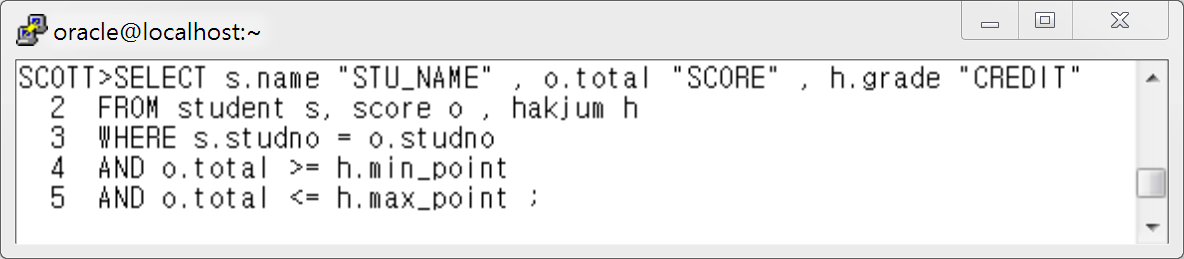 oracle@localhost:~
SCOTT>SELECT s.name "STU_NAME" , o.total "SCORE" , h.grade "CREDIT"
  2  FROM student s, score o , hakjum h
  3  WHERE s.studno = o.studno
  4  AND o.total >= h.min_point
  5  AND o.total <= h.max_point ;